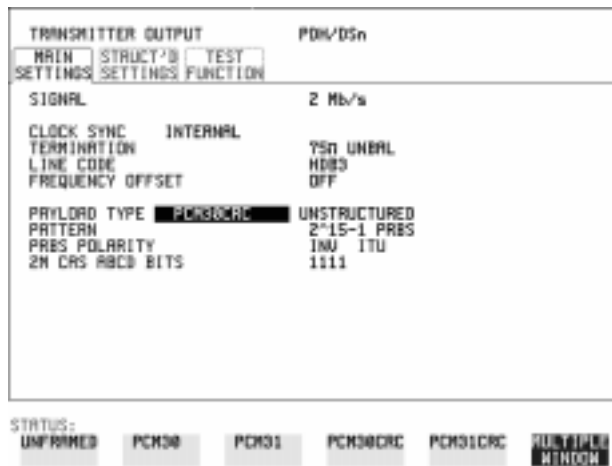 TRANSMITTER OUTPUT PDH/DSn
MAIN SETTINGS STRUCT'D SETTINGS TEST FUNCTION
SIGNAL 2 Mb/s
CLOCK SYNC INTERNAL
TERMINATION 75Ω UNBAL
LINE CODE HDB3
FREQUENCY OFFSET OFF
PAYLOAD TYPE PCM30CRC UNSTRUCTURED
PATTERN 2^15-1 PRBS
PRBS POLARITY INV ITU
2M CAS ABCD BITS 1111
STATUS:
UNFRAMED PCM30 PCM31 PCM30CRC PCM31CRC MULTIPLE WINDOW